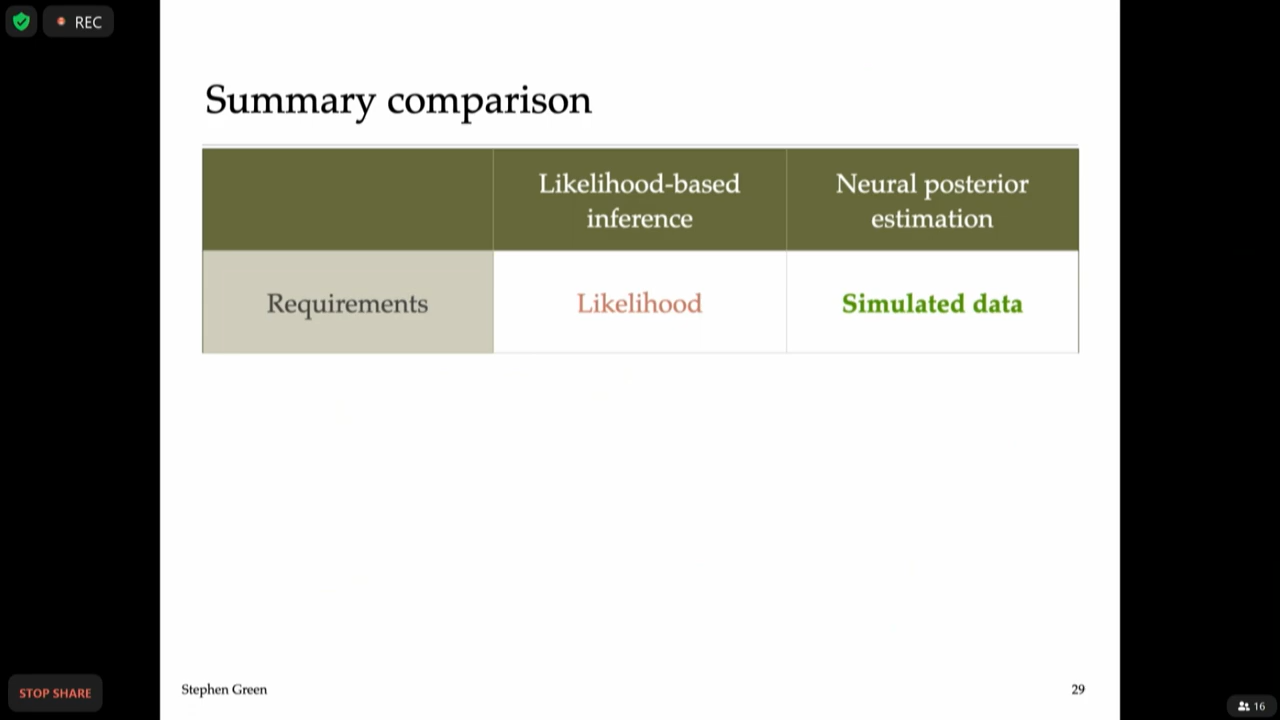 REC
Summary comparison
Likelihood-based
inference
Neural posterior
estimation
Requirements
Likelihood
Simulated data
Stephen Green
29
STOP SHARE
16